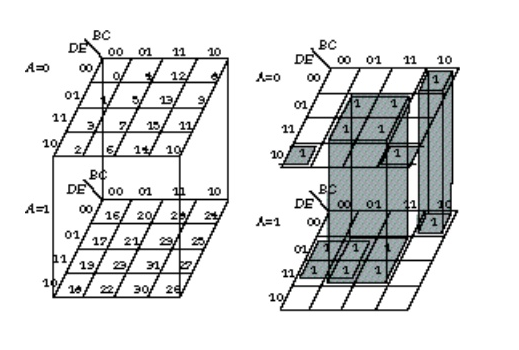 BC
DE 00 01 11 10
A=0 00 0 4 12 8
01 1 5 13 9
11 3 7 15 11
10 2 6 14 10
BC
DE 00 01 11 10
A=1 00 16 20 28 24
01 17 21 29 25
11 19 23 31 27
10 18 22 30 26
BC
DE 00 01 11 10
A=0 00 1
01 1 1
11 1 1
10 1 1
BC
DE 00 01 11 10
A=1 00 1
01 1 1 1
11 1 1 1